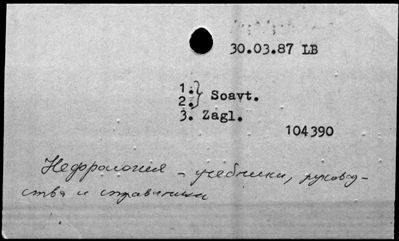 30.03.87 LB
1.} Soavt.
2.}
3. Zagl.
104390
Нефрология – учебники, руковод-
ства и справочники